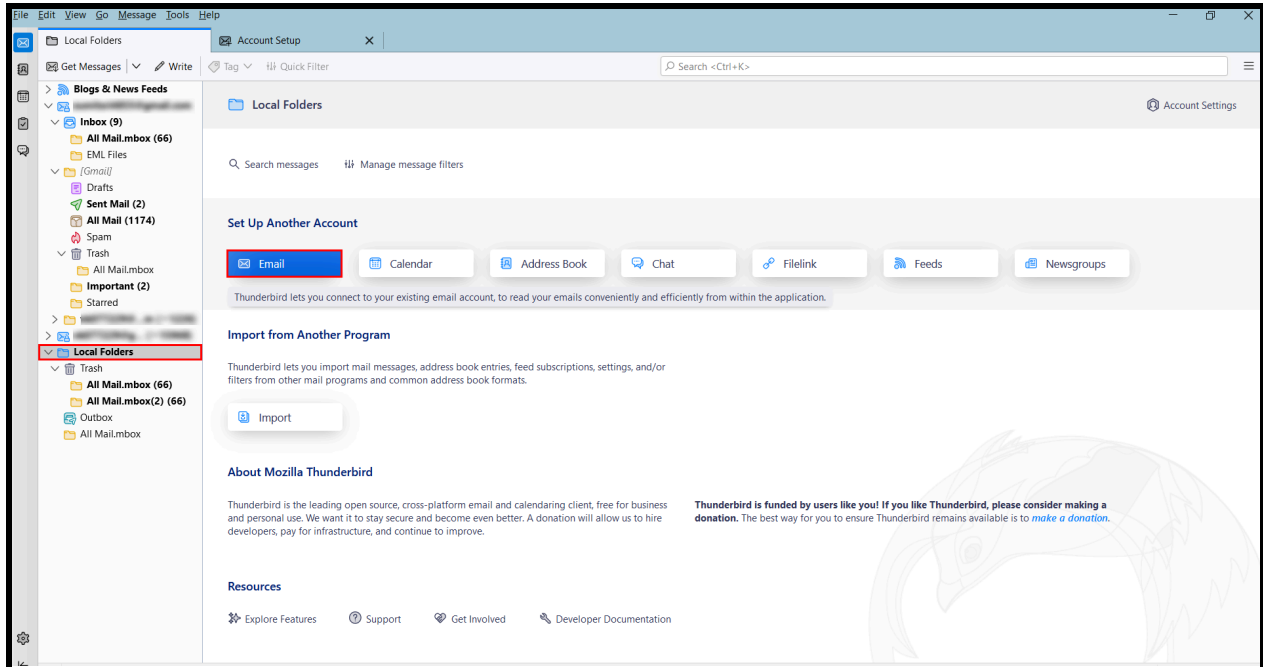 File Edit View Go Message Tools Help
Local Folders
Account Setup
Get Messages Write Tag Quick Filter
Search <Ctrl+K>
Blogs & News Feeds
Inbox (9)
All Mail.mbox (66)
EML Files
[Gmail]
Drafts
Sent Mail (2)
All Mail (1174)
Spam
Trash
All Mail.mbox
Important (2)
Starred
Local Folders
Trash
All Mail.mbox (66)
All Mail.mbox(2) (66)
Outbox
All Mail.mbox
Local Folders
Account Settings
Search messages Manage message filters
Set Up Another Account
Email Calendar Address Book Chat Filelink Feeds Newsgroups
Thunderbird lets you connect to your existing email account, to read your emails conveniently and efficiently from within the application.
Import from Another Program
Thunderbird lets you import mail messages, address book entries, feed subscriptions, settings, and/or
filters from other mail programs and common address book formats.
Import
About Mozilla Thunderbird
Thunderbird is the leading open source, cross-platform email and calendaring client, free for business
and personal use. We want it to stay secure and become even better. A donation will allow us to hire
developers, pay for infrastructure, and continue to improve.
Thunderbird is funded by users like you! If you like Thunderbird, please consider making a
donation. The best way for you to ensure Thunderbird remains available is to make a donation.
Resources
Explore Features Support Get Involved Developer Documentation